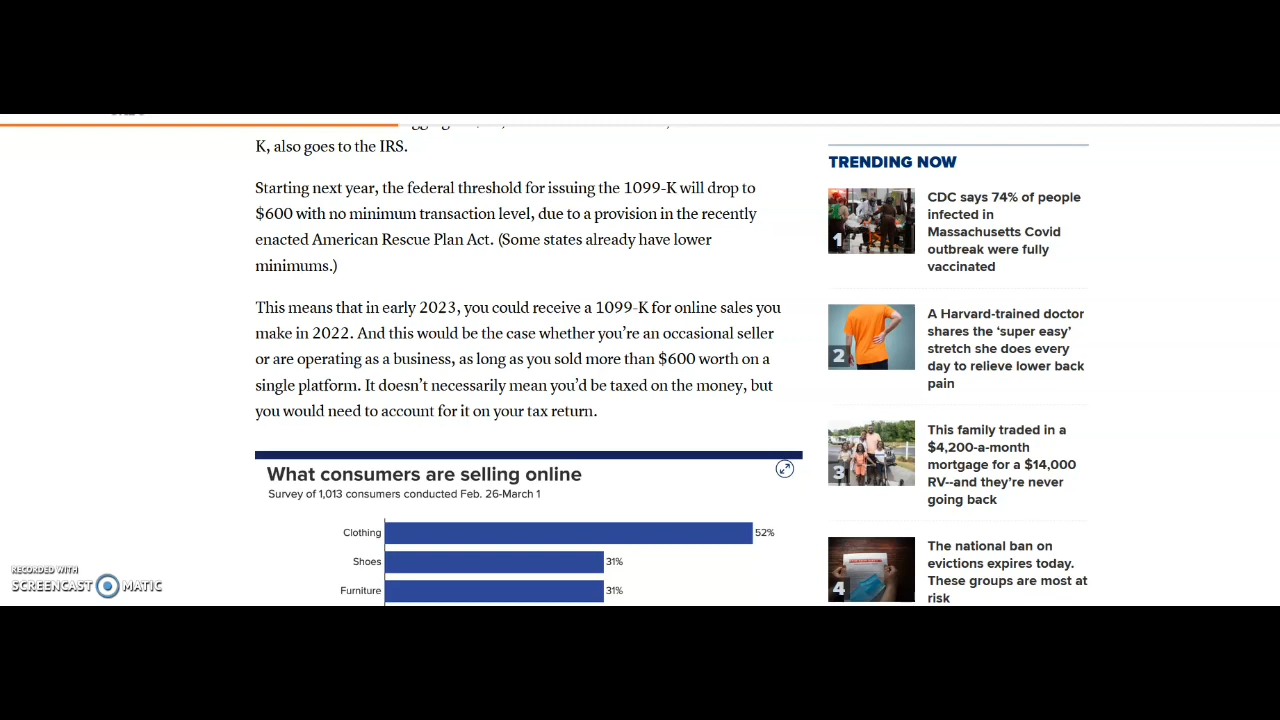 K, also goes to the IRS.
Starting next year, the federal threshold for issuing the 1099-K will drop to
$600 with no minimum transaction level, due to a provision in the recently
enacted American Rescue Plan Act. (Some states already have lower
minimums.)
This means that in early 2023, you could receive a 1099-K for online sales you
make in 2022. And this would be the case whether you’re an occasional seller
or are operating as a business, as long as you sold more than $600 worth on a
single platform. It doesn’t necessarily mean you’d be taxed on the money, but
you would need to account for it on your tax return.
What consumers are selling online
Survey of 1,013 consumers conducted Feb. 26-March 1
Clothing 52%
Shoes 31%
Furniture 31%
TRENDING NOW
1
CDC says 74% of people
infected in
Massachusetts Covid
outbreak were fully
vaccinated
2
A Harvard-trained doctor
shares the ‘super easy’
stretch she does every
day to relieve lower back
pain
3
This family traded in a
$4,200-a-month
mortgage for a $14,000
RV--and they’re never
going back
4
The national ban on
evictions expires today.
These groups are most at
risk
RECORDED WITH
SCREENCAST MATIC